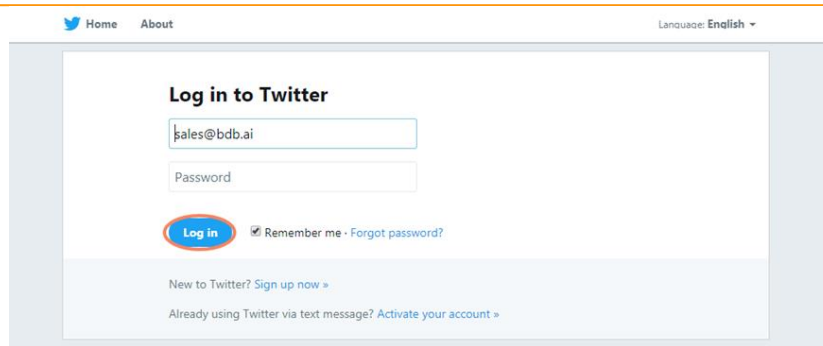 Home About Language: English
Log in to Twitter
sales@bdb.ai
Password
Log in Remember me · Forgot password?
New to Twitter? Sign up now »
Already using Twitter via text message? Activate your account »